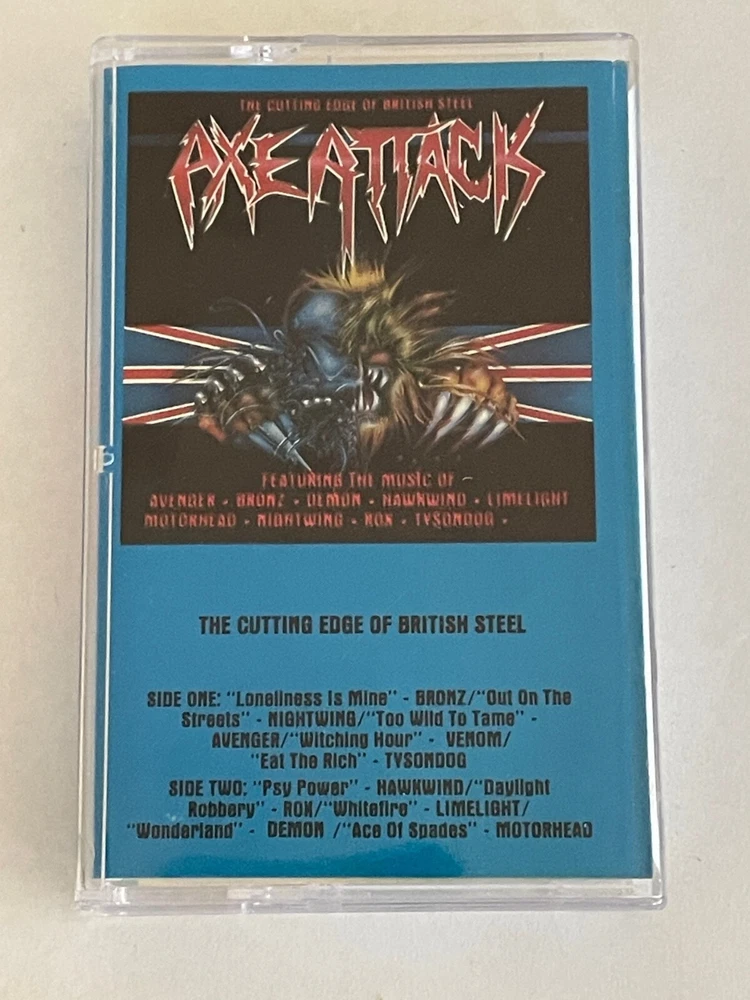 THE CUTTING EDGE OF BRITISH STEEL
AXE ATTACK
FEATURING THE MUSIC OF
AVENGER - BRONZ - DEMON - HAWKWIND - LIMELIGHT
MOTORHEAD - NIGHTWING - ROX - TYSONDOG -
THE CUTTING EDGE OF BRITISH STEEL
SIDE ONE: "Loneliness Is Mine" - BRONZ/"Out On The
Streets" - NIGHTWING/"Too Wild To Tame" -
AVENGER/"Witching Hour" - VENOM/
"Eat The Rich" - TYSONDOG
SIDE TWO: "Psy Power" - HAWKWIND/"Daylight
Robbery" - ROX/"Whitefire" - LIMELIGHT/
"Wonderland" - DEMON /"Ace Of Spades" - MOTORHEAD